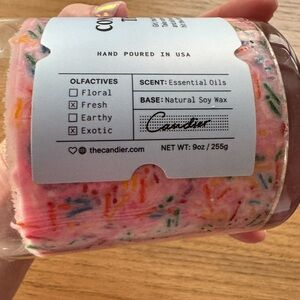 HAND POURED IN USA
OLFACTIVES
Floral
Fresh
Earthy
Exotic
SCENT: Essential Oils
BASE: Natural Soy Wax
Candier
thecandier.com
NET WT: 9oz / 255g